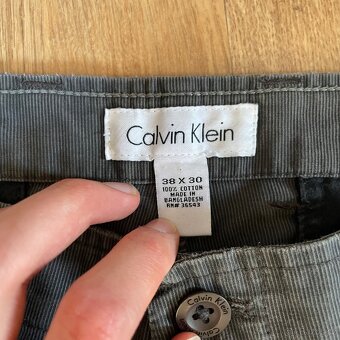 Calvin Klein
38 X 30
100% COTTON
MADE IN
BANGLADESH
RN# 36543
Calvin Klein